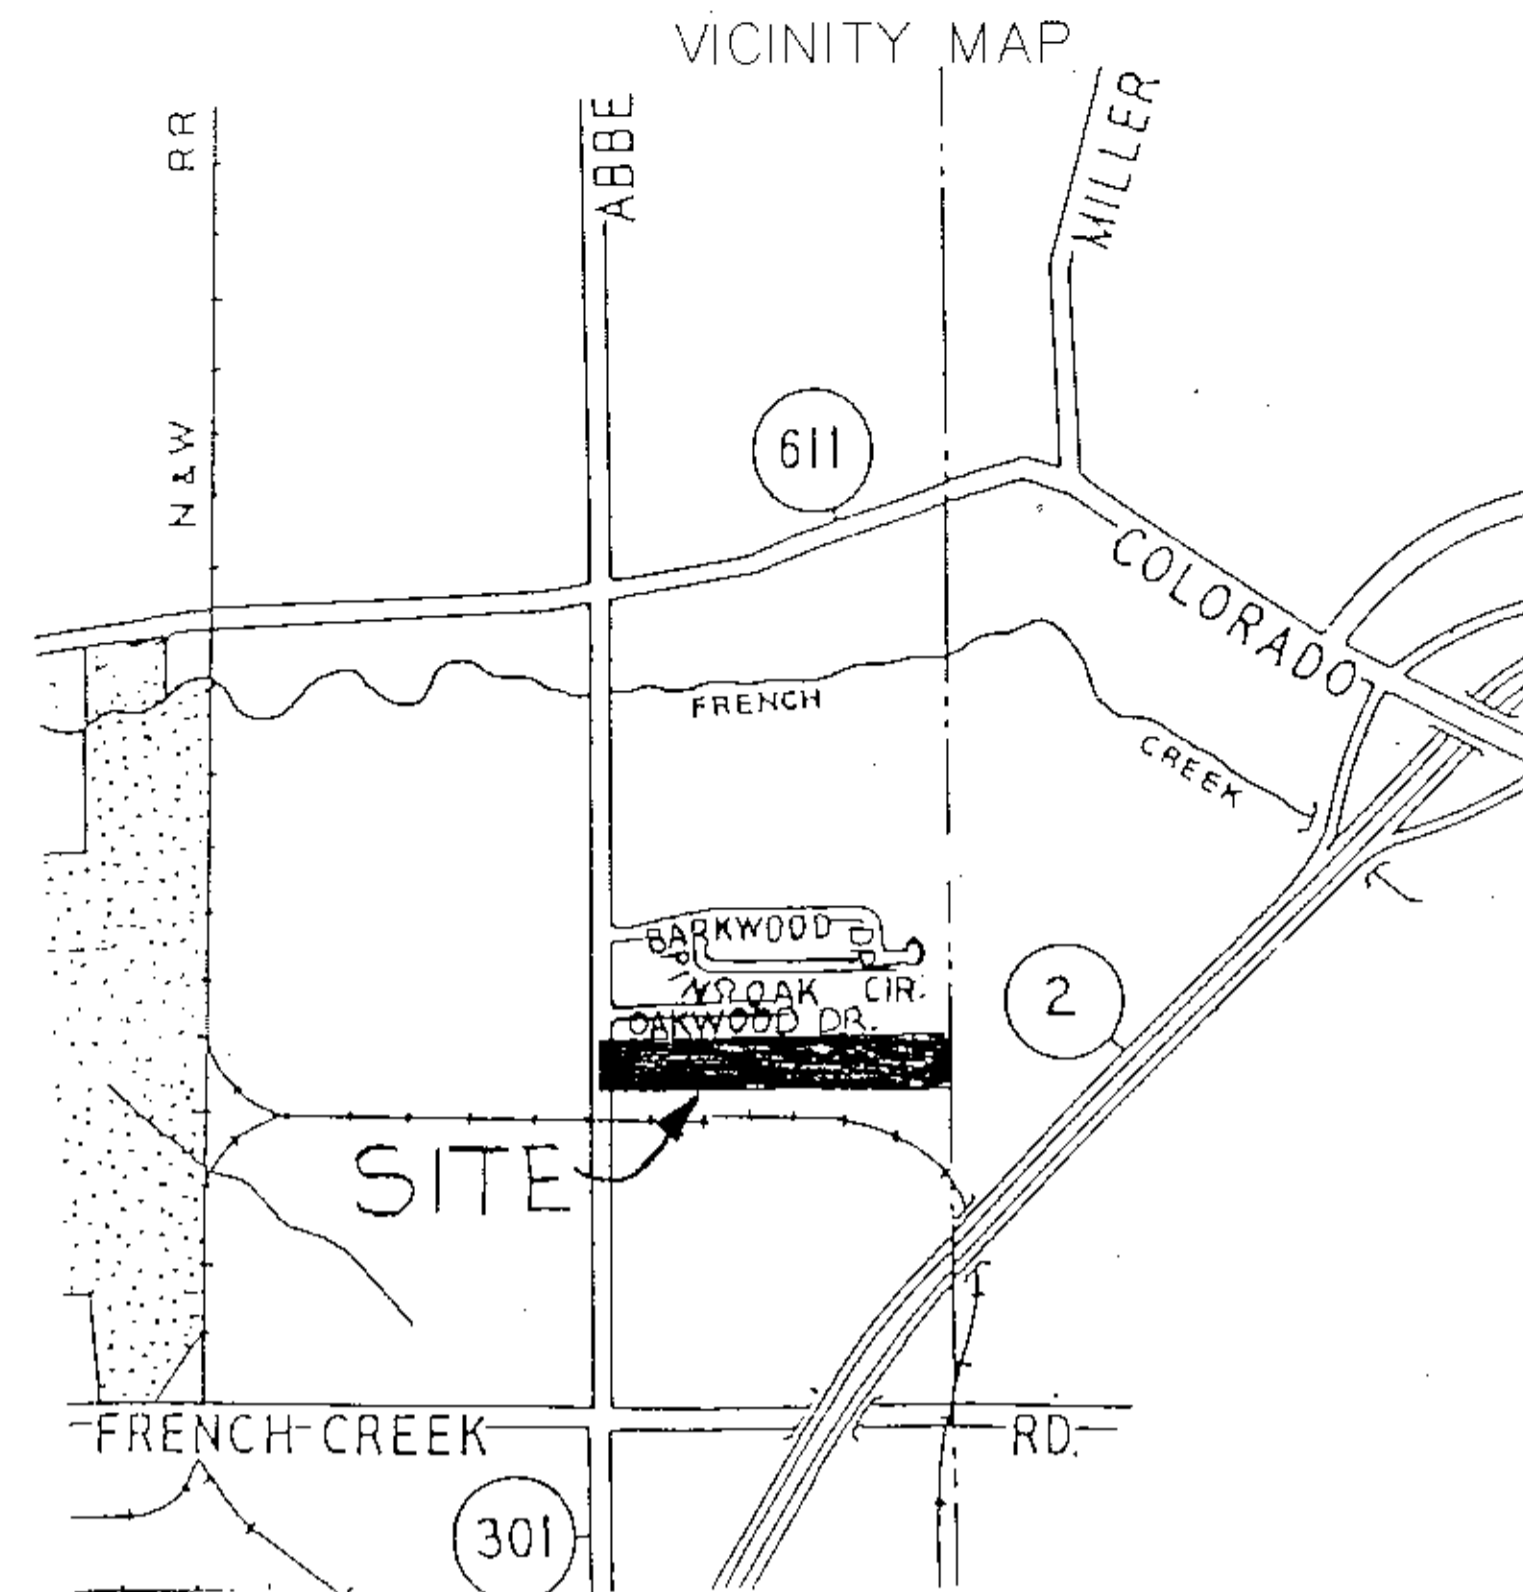 VICINITY MAP
RR
ABBE
MILLER
611
N&W
COLORADO
FRENCH
CREEK
BARKWOOD
DR
OAK CIR.
OAKWOOD DR.
2
SITE
FRENCH CREEK
RD.
301